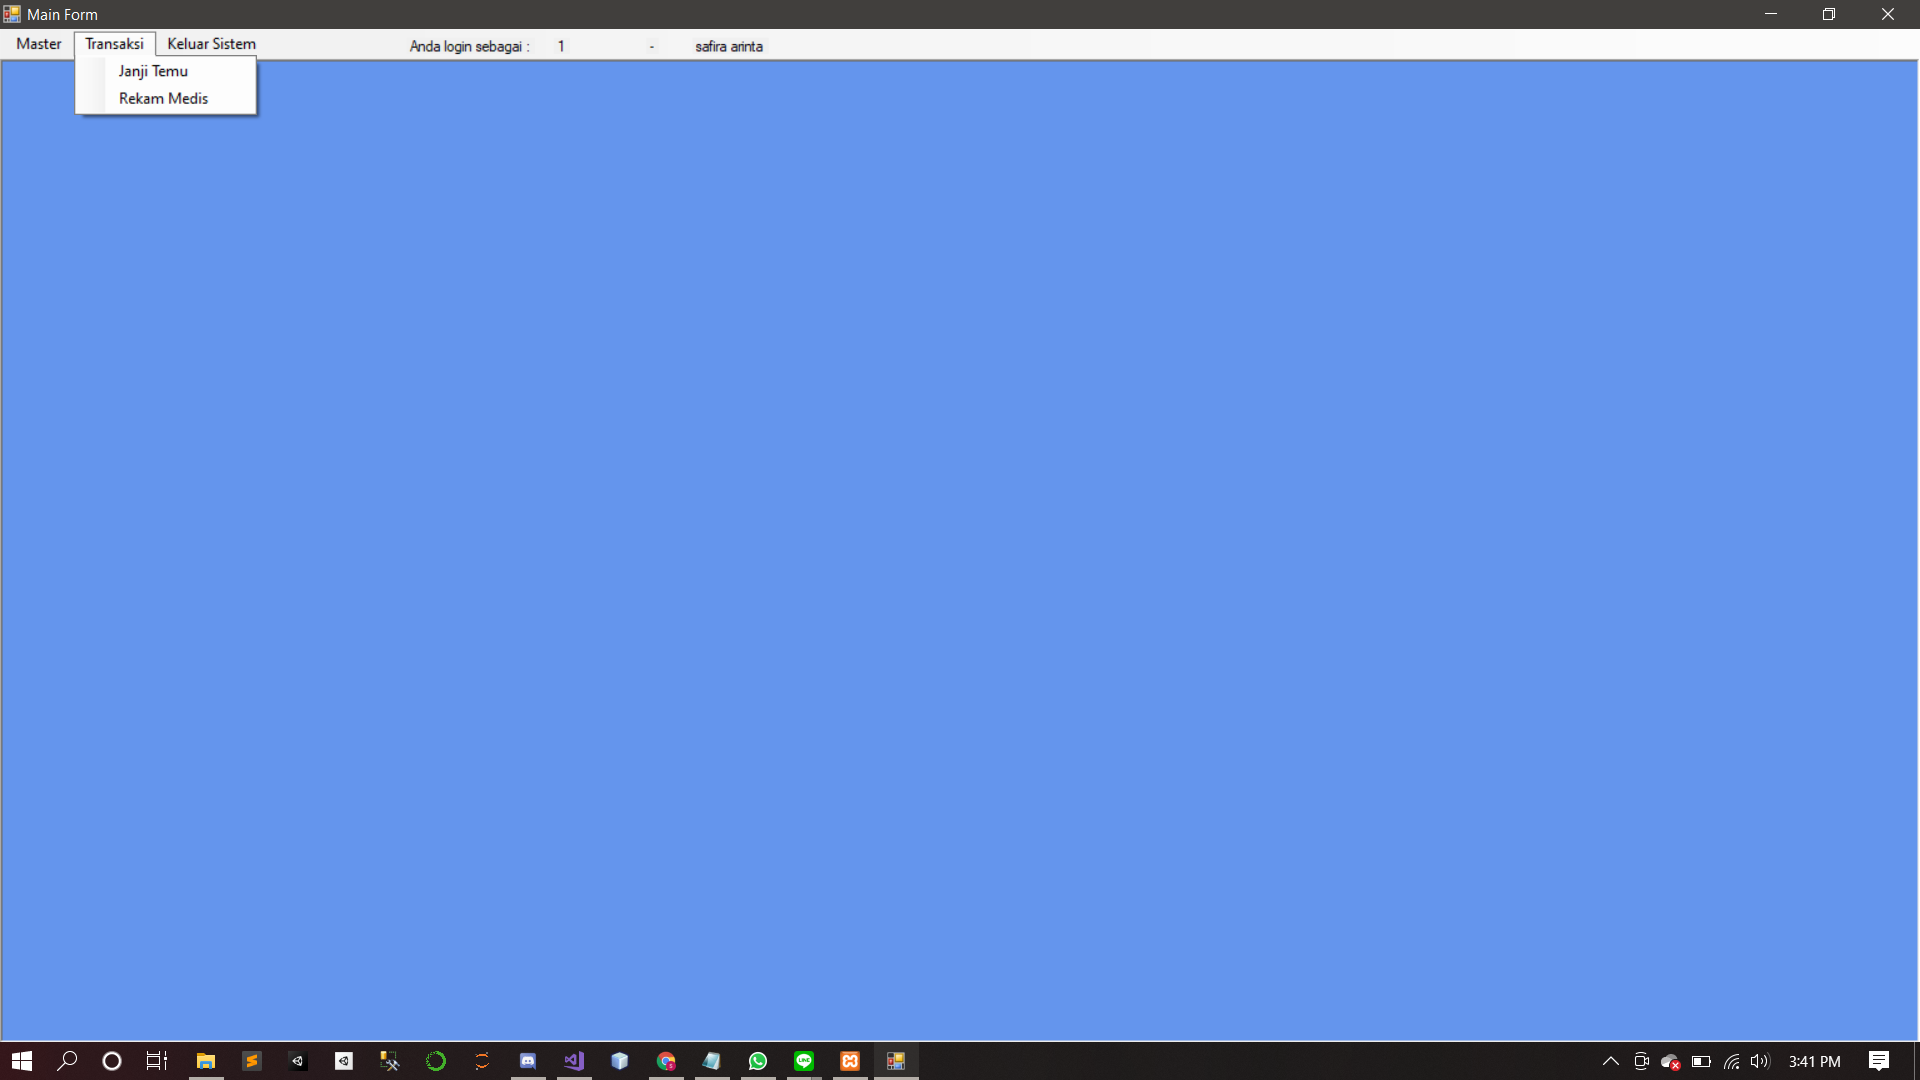 Main Form
Master Transaksi Keluar Sistem Anda login sebagai : 1 - safira arinta
Janji Temu
Rekam Medis
3:41 PM